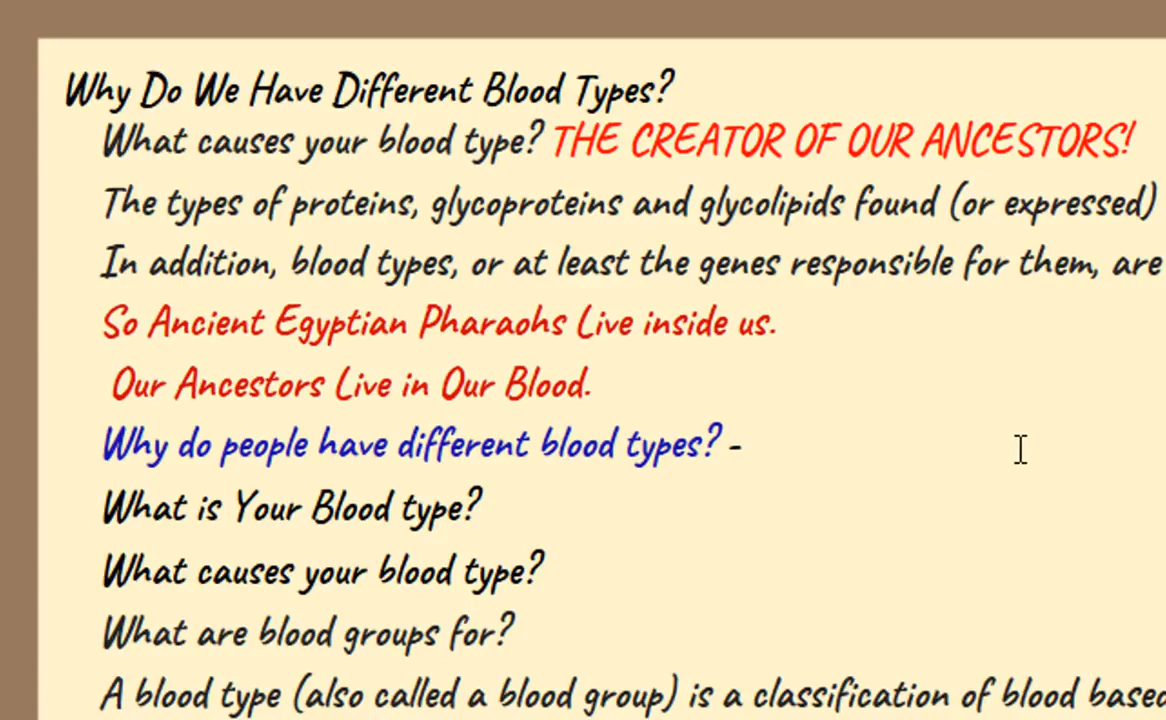 Why Do We Have Different Blood Types?
What causes your blood type? THE CREATOR OF OUR ANCESTORS!
The types of proteins, glycoproteins and glycolipids found (or expressed)
In addition, blood types, or at least the genes responsible for them, are
So Ancient Egyptian Pharaohs Live inside us.
Our Ancestors Live in Our Blood.
Why do people have different blood types? -
What is Your Blood type?
What causes your blood type?
What are blood groups for?
A blood type (also called a blood group) is a classification of blood based